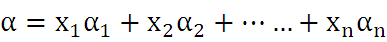 α = x₁α₁ + x₂α₂ + ⋯ … + xₙαₙ